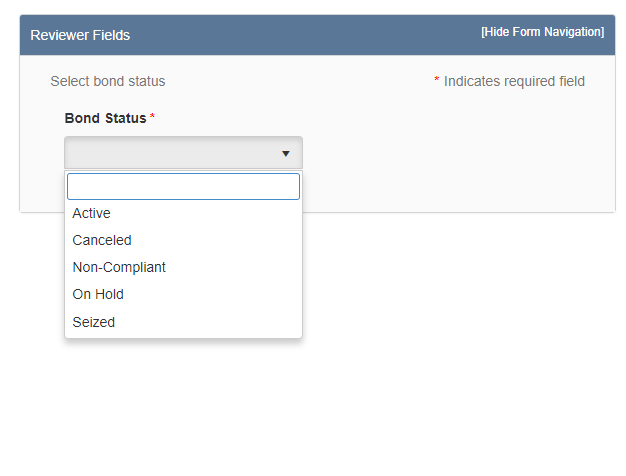 Reviewer Fields [Hide Form Navigation]
Select bond status * Indicates required field
Bond Status *
Active
Canceled
Non-Compliant
On Hold
Seized